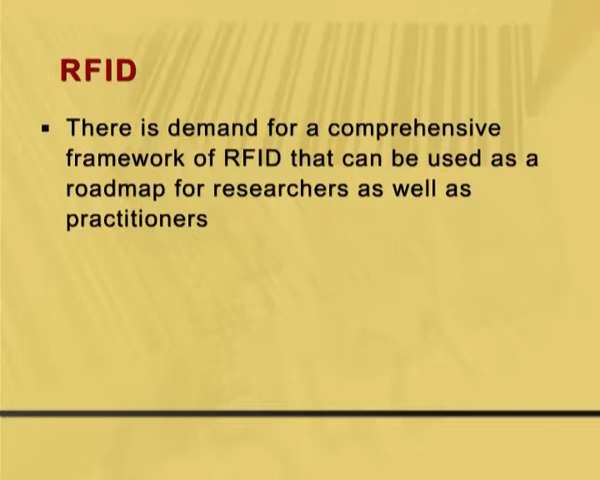 RFID
▪ There is demand for a comprehensive
framework of RFID that can be used as a
roadmap for researchers as well as
practitioners